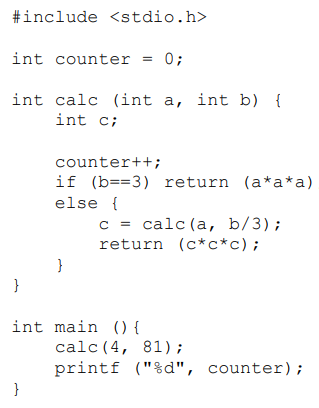 #include <stdio.h>
int counter = 0;
int calc (int a, int b) {
int c;
counter++;
if (b==3) return (a*a*a)
else {
c = calc(a, b/3);
return (c*c*c);
}
}
int main (){
calc(4, 81);
printf ("%d", counter);
}